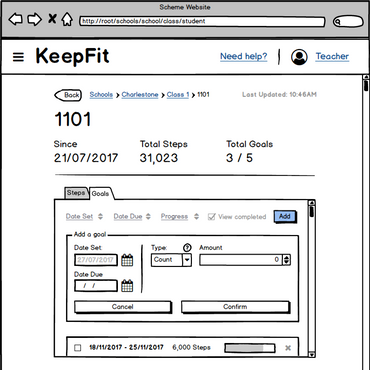 Scheme Website
http://root/schools/school/class/student
KeepFit
Need help?
Teacher
Back
Schools > Charlestone > Class 1 > 1101
Last Updated: 10:46AM
1101
Since
Total Steps
Total Goals
21/07/2017
31,023
3 / 5
Steps
Goals
Date Set
Date Due
Progress
View completed
Add
Add a goal
Date Set
Type:
?
Amount
27/07/2017
Count
0
Date Due
/ /
Cancel
Confirm
18/11/2017 - 25/11/2017
6,000 Steps